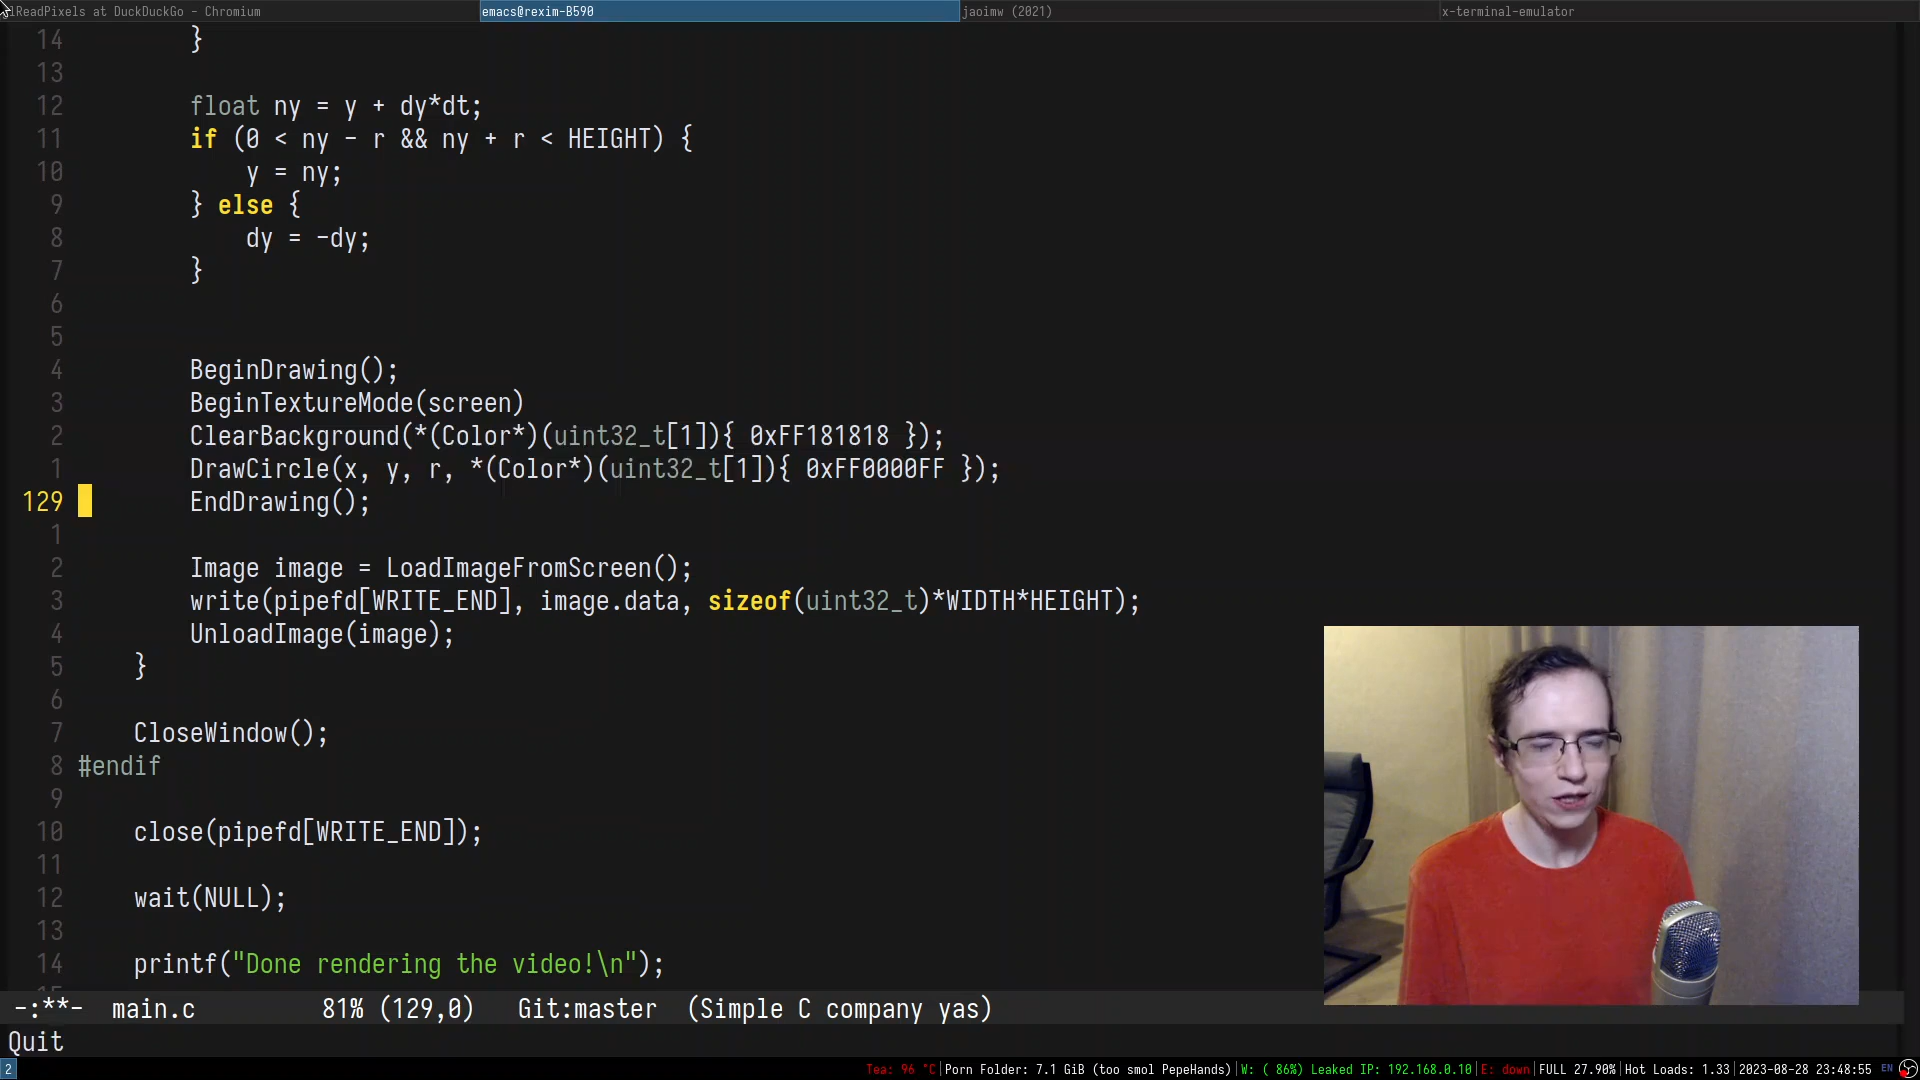 lReadPixels at DuckDuckGo - Chromium
emacs@rexim-B590
jaoimw (2021)
x-terminal-emulator
14 }
13
12 float ny = y + dy*dt;
11 if (0 < ny - r && ny + r < HEIGHT) {
10 y = ny;
9 } else {
8 dy = -dy;
7 }
6
5
4 BeginDrawing();
3 BeginTextureMode(screen)
2 ClearBackground(*(Color*)(uint32_t[1]){ 0xFF181818 });
1 DrawCircle(x, y, r, *(Color*)(uint32_t[1]){ 0xFF0000FF });
129 EndDrawing();
1
2 Image image = LoadImageFromScreen();
3 write(pipefd[WRITE_END], image.data, sizeof(uint32_t)*WIDTH*HEIGHT);
4 UnloadImage(image);
5 }
6
7 CloseWindow();
8 #endif
9
10 close(pipefd[WRITE_END]);
11
12 wait(NULL);
13
14 printf("Done rendering the video!\n");
-:**- main.c 81% (129,0) Git:master (Simple C company yas)
Quit
2 Tea: 96 °C|Porn Folder: 7.1 GiB (too smol PepeHands)|W: ( 86%) Leaked IP: 192.168.0.10|E: down|FULL 27.90%|Hot Loads: 1.33|2023-08-28 23:48:55 EN